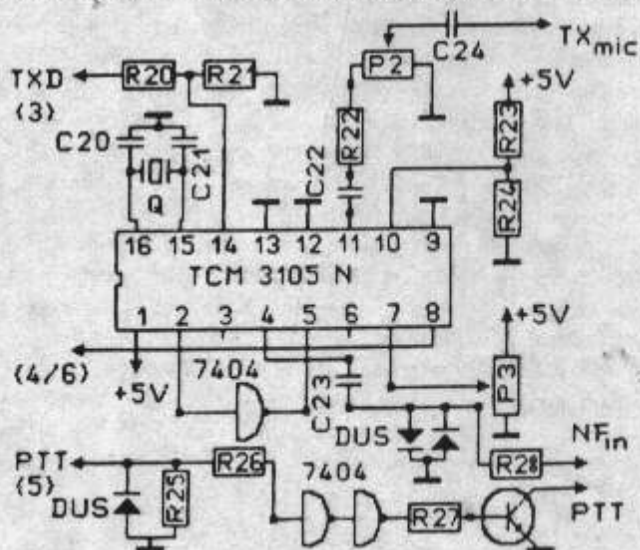 C24
TXmic
TXD
R20
R21
P2
(3)
+5V
C20
C21
Q
C22
R22
R23
R24
16 15 14 13 12 11 10 9
TCM 3105 N
1 2 3 4 5 6 7 8
(4/6)
+5V
7404
C23
+5V
P3
DUS
NFin
PTT
R26
7404
R28
(5)
DUS
R25
R27
PTT